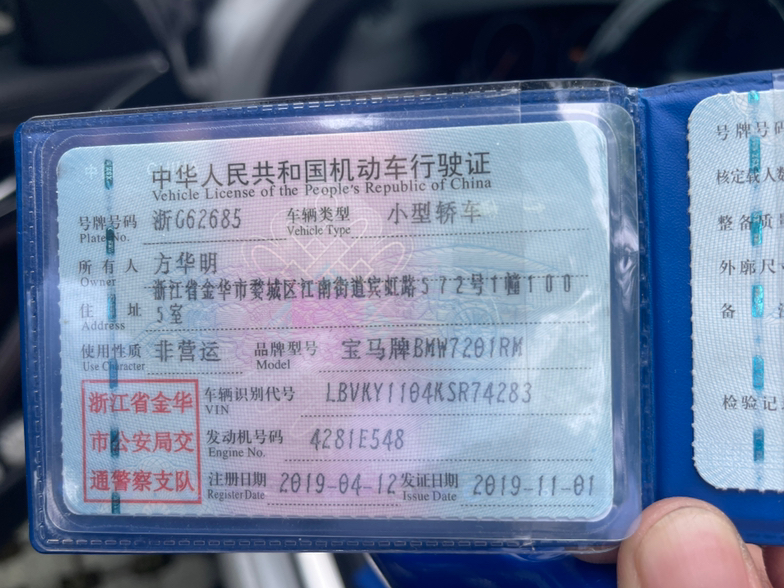 中华人民共和国机动车行驶证
Vehicle License of the People's Republic of China
号牌号码 浙G62685 车辆类型 小型轿车
Plate No. Vehicle Type
所有人 方华明
Owner
浙江省金华市婺城区江南街道宾虹路572号1幢100
住址 5室
Address
使用性质 非营运 品牌型号 宝马牌BMW7201RM
Use Character Model
浙江省金华
市公安局交
通警察支队
车辆识别代号 LBVKY1104KSR74283
VIN
发动机号码 4281E548
Engine No.
注册日期 2019-04-12 发证日期 2019-11-01
Register Date Issue Date
号牌号码
核定载人数
整备质
外廓尺寸
备
检验记